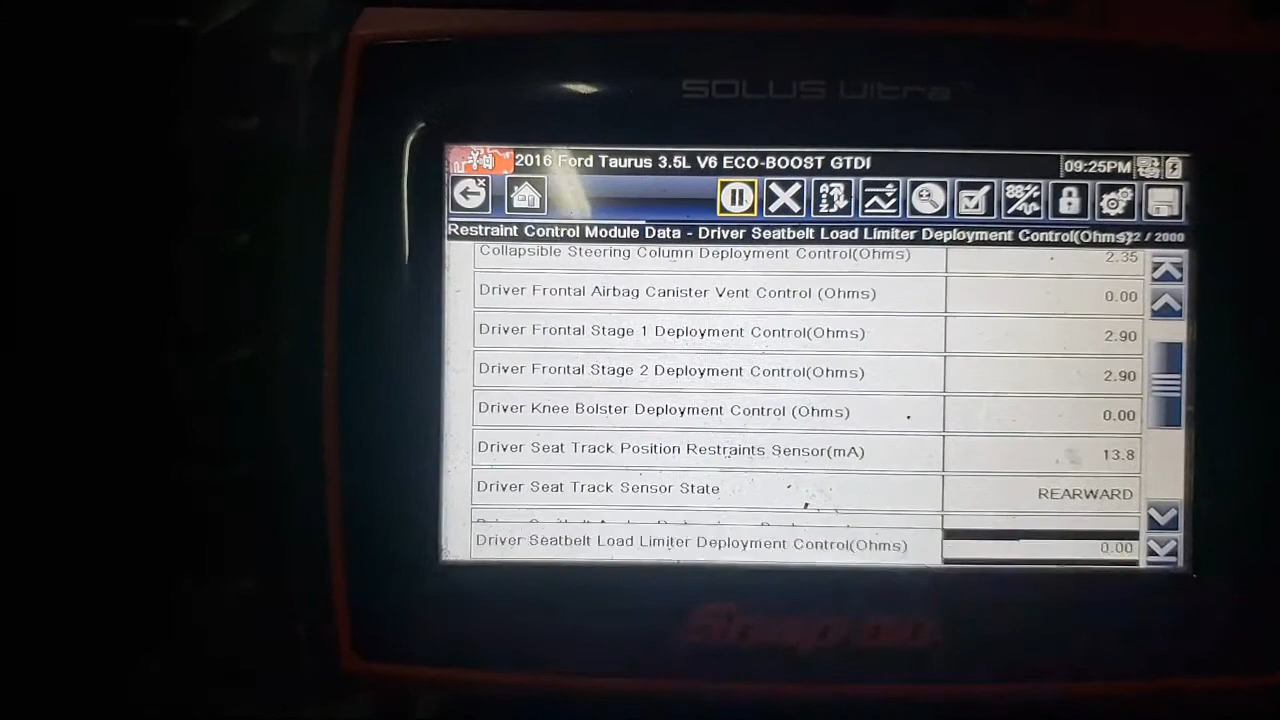 SOLUS Ultra
2016 Ford Taurus 3.5L V6 ECO-BOOST GTDI
09:25PM
Restraint Control Module Data - Driver Seatbelt Load Limiter Deployment Control(Ohms)
/ 2000
Collapsible Steering Column Deployment Control(Ohms) 2.35
Driver Frontal Airbag Canister Vent Control (Ohms) 0.00
Driver Frontal Stage 1 Deployment Control(Ohms) 2.90
Driver Frontal Stage 2 Deployment Control(Ohms) 2.90
Driver Knee Bolster Deployment Control (Ohms) 0.00
Driver Seat Track Position Restraints Sensor(mA) 13.8
Driver Seat Track Sensor State REARWARD
Driver Seatbelt Load Limiter Deployment Control(Ohms) 0.00
Snap-on